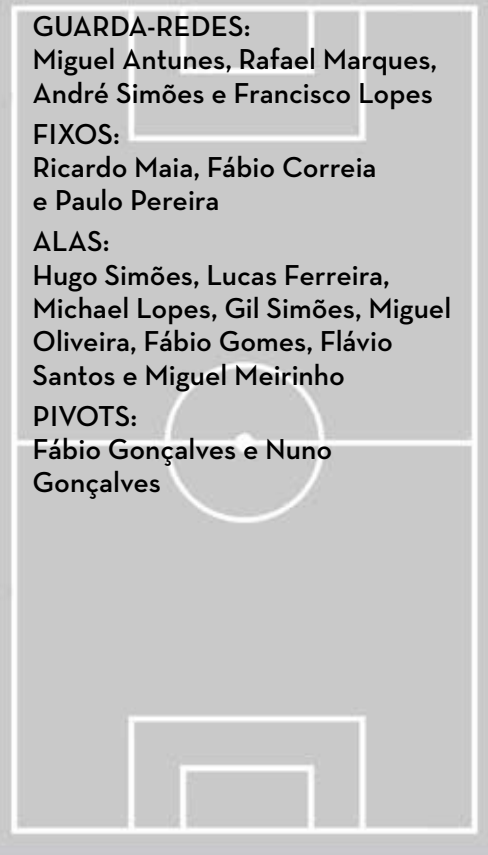 GUARDA-REDES:
Miguel Antunes, Rafael Marques,
André Simões e Francisco Lopes
FIXOS:
Ricardo Maia, Fábio Correia
e Paulo Pereira
ALAS:
Hugo Simões, Lucas Ferreira,
Michael Lopes, Gil Simões, Miguel
Oliveira, Fábio Gomes, Flávio
Santos e Miguel Meirinho
PIVOTS:
Fábio Gonçalves e Nuno
Gonçalves